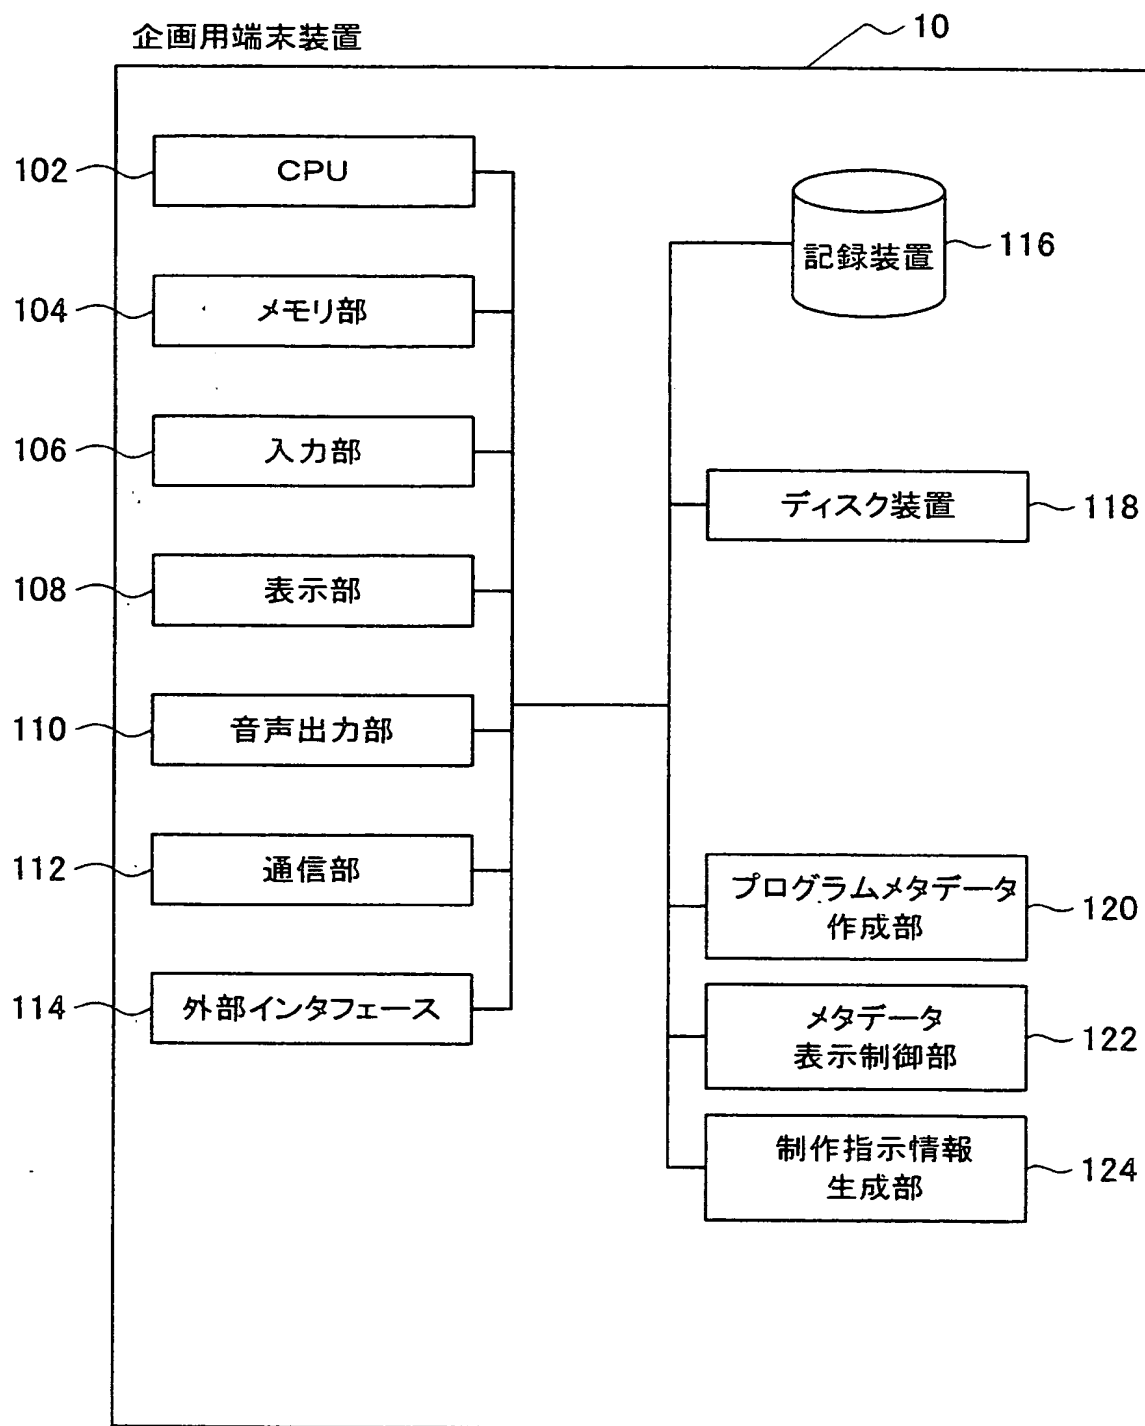 企画用端末装置
10
102
CPU
104
メモリ部
106
入力部
108
表示部
110
音声出力部
112
通信部
114
外部インタフェース
記録装置
116
ディスク装置
118
プログラムメタデータ
作成部
120
メタデータ
表示制御部
122
制作指示情報
生成部
124